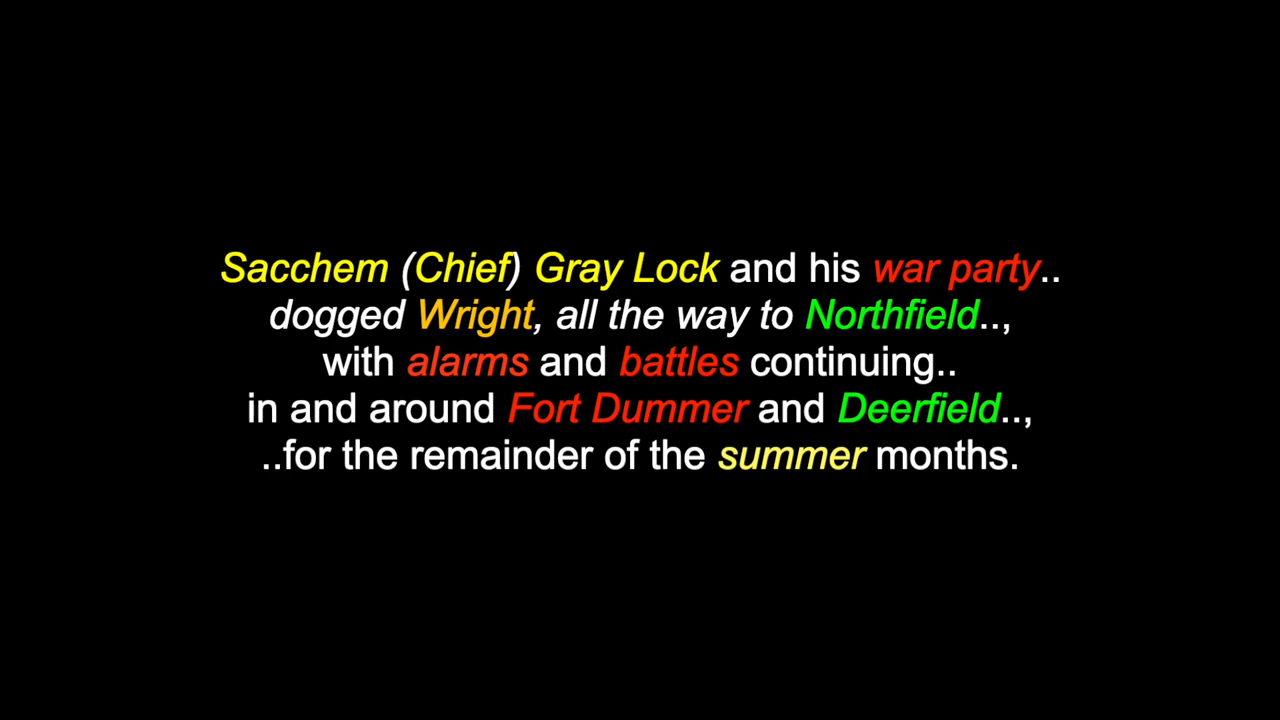 Sacchem (Chief) Gray Lock and his war party..
dogged Wright, all the way to Northfield..,
with alarms and battles continuing..
in and around Fort Dummer and Deerfield..,
..for the remainder of the summer months.